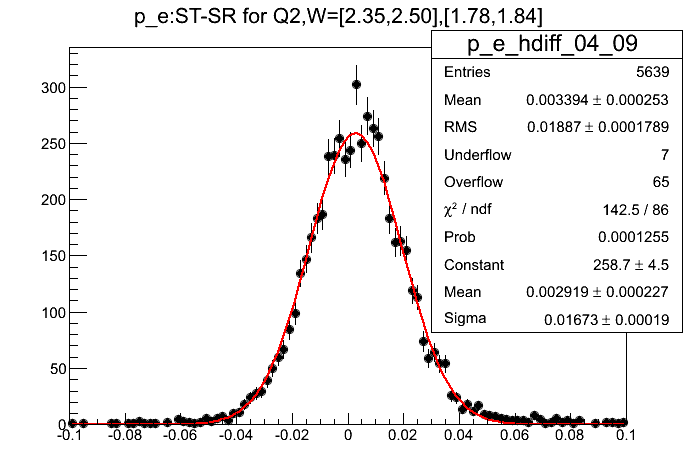 p_e:ST-SR for Q2,W=[2.35,2.50],[1.78,1.84]
p_e_hdiff_04_09
Entries 5639
Mean 0.003394 ± 0.000253
RMS 0.01887 ± 0.0001789
Underflow 7
Overflow 65
χ² / ndf 142.5 / 86
Prob 0.0001255
Constant 258.7 ± 4.5
Mean 0.002919 ± 0.000227
Sigma 0.01673 ± 0.00019
300
250
200
150
100
50
0
-0.1 -0.08 -0.06 -0.04 -0.02 0 0.02 0.04 0.06 0.08 0.1